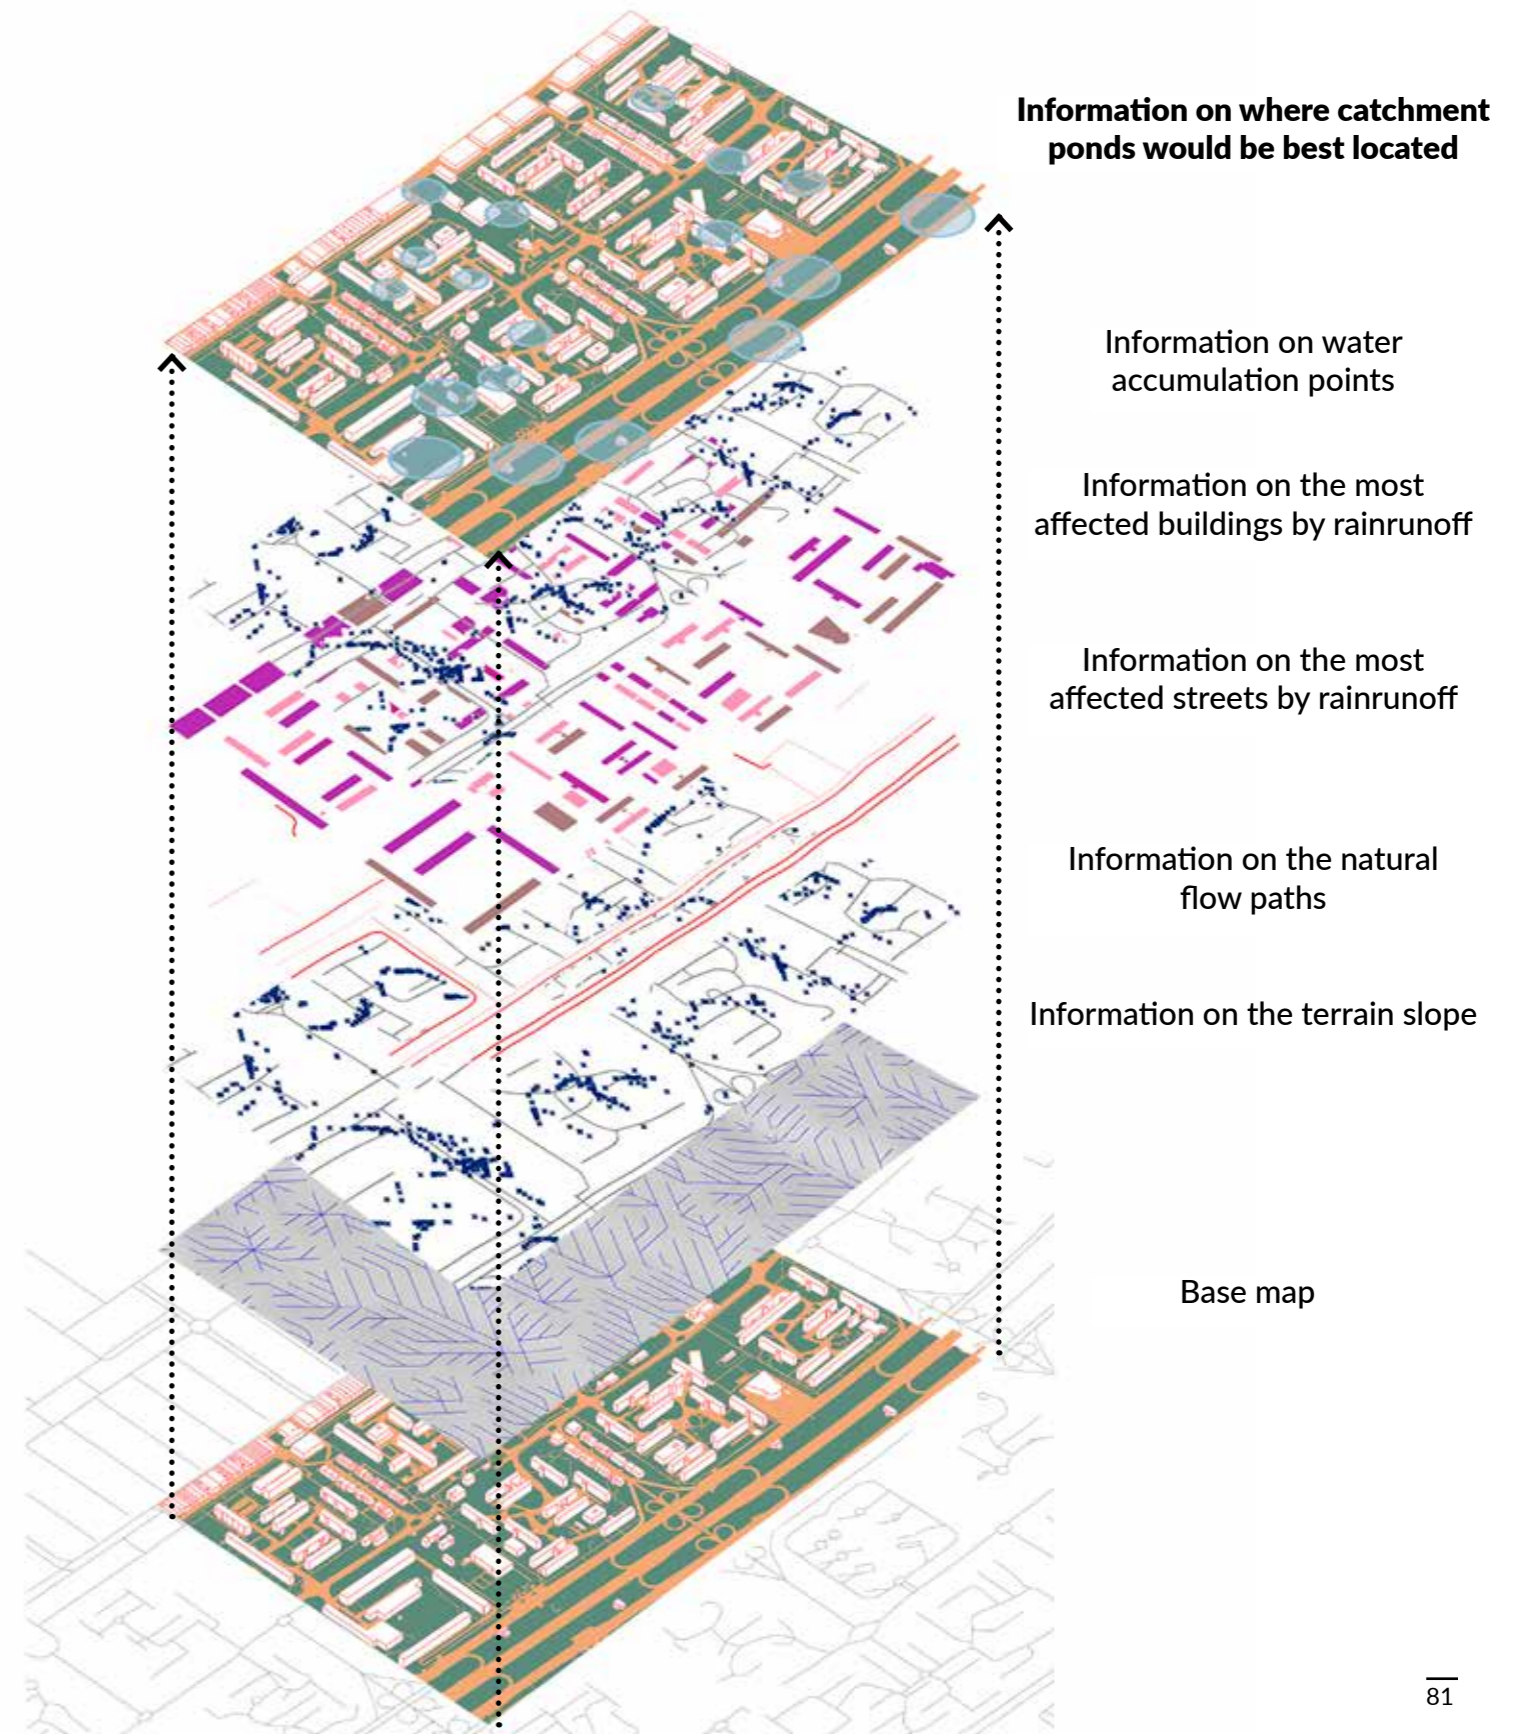 Information on where catchment
ponds would be best located
Information on water
accumulation points
Information on the most
affected buildings by rainrunoff
Information on the most
affected streets by rainrunoff
Information on the natural
flow paths
Information on the terrain slope
Base map
81